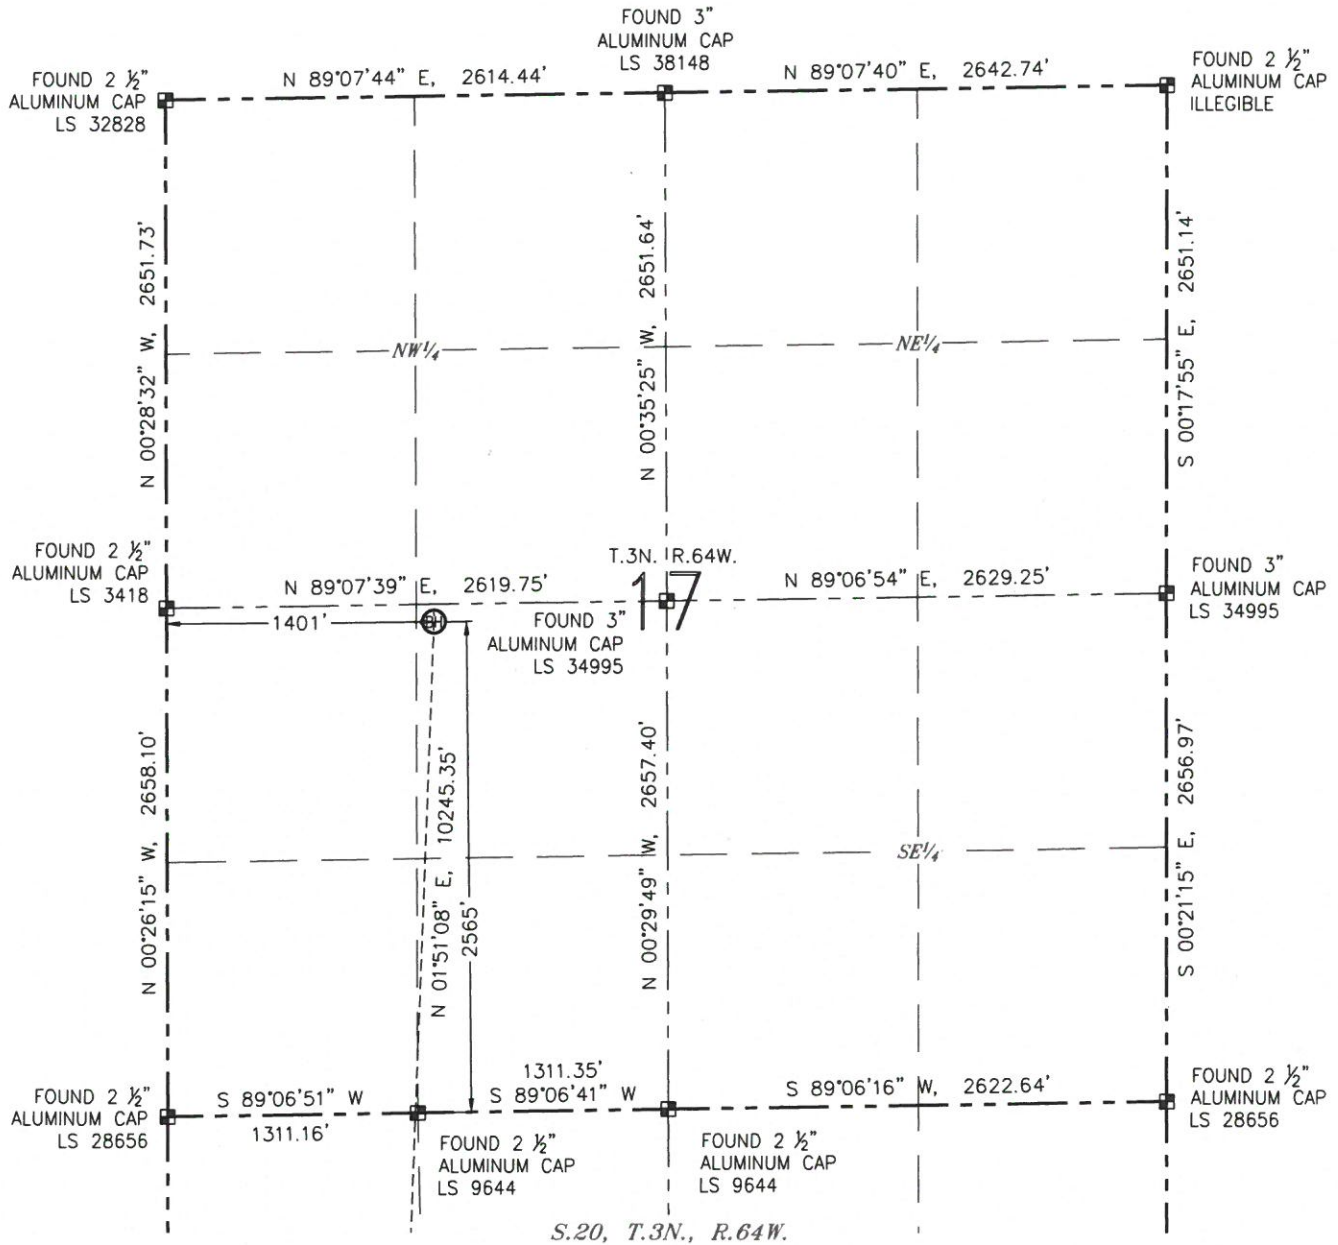 FOUND 3"
ALUMINUM CAP
LS 38148
FOUND 2 ½"
ALUMINUM CAP
LS 32828
N 89°07'44" E, 2614.44'
N 89°07'40" E, 2642.74'
FOUND 2 ½"
ALUMINUM CAP
ILLEGIBLE
N 00°28'32" W, 2651.73'
N 00°35'25" W, 2651.64'
S 00°17'55" E, 2651.14'
NW¼
NE¼
FOUND 2 ½"
ALUMINUM CAP
LS 3418
T.3N. R.64W.
17
N 89°07'39" E, 2619.75'
N 89°06'54" E, 2629.25'
FOUND 3"
ALUMINUM CAP
LS 34995
1401'
FOUND 3"
ALUMINUM CAP
LS 34995
N 00°26'15" W, 2658.10'
N 01°51'08" E, 10245.35'
2565'
N 00°29'49" W, 2657.40'
S 00°21'15" E, 2656.97'
SE¼
FOUND 2 ½"
ALUMINUM CAP
LS 28656
S 89°06'51" W
1311.16'
1311.35'
S 89°06'41" W
S 89°06'16" W, 2622.64'
FOUND 2 ½"
ALUMINUM CAP
LS 28656
FOUND 2 ½"
ALUMINUM CAP
LS 9644
FOUND 2 ½"
ALUMINUM CAP
LS 9644
S.20, T.3N., R.64W.